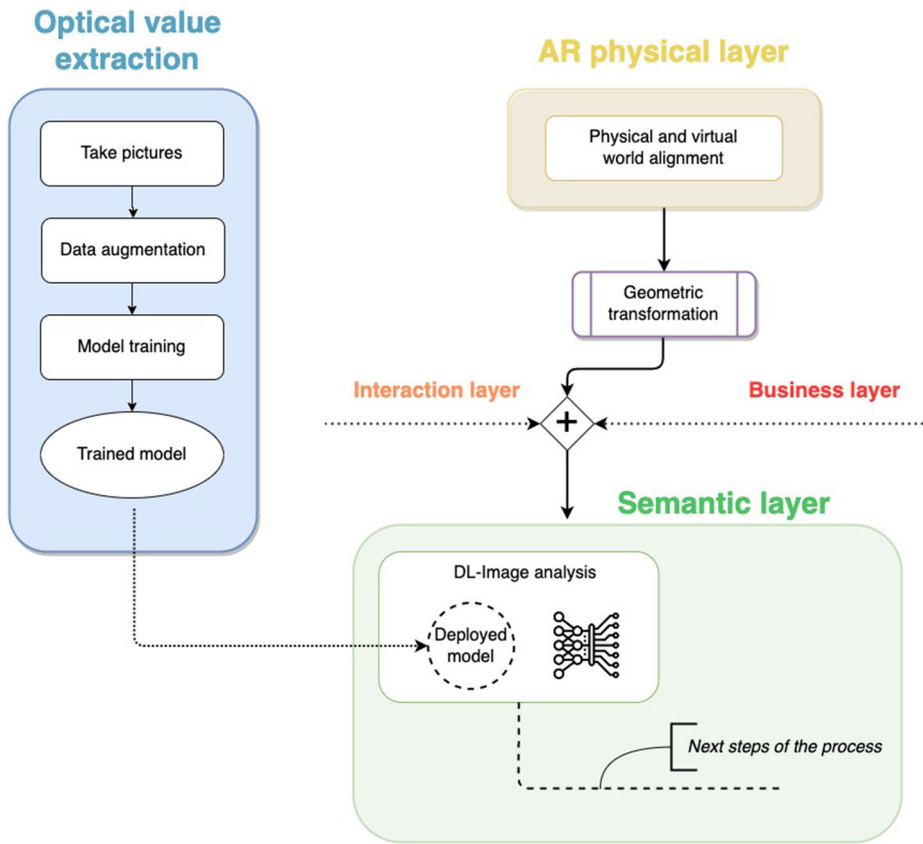 Optical value
extraction
Take pictures
Data augmentation
Model training
Trained model
AR physical layer
Physical and virtual
world alignment
Geometric
transformation
Interaction layer
Business layer
+
Semantic layer
DL-Image analysis
Deployed
model
Next steps of the process